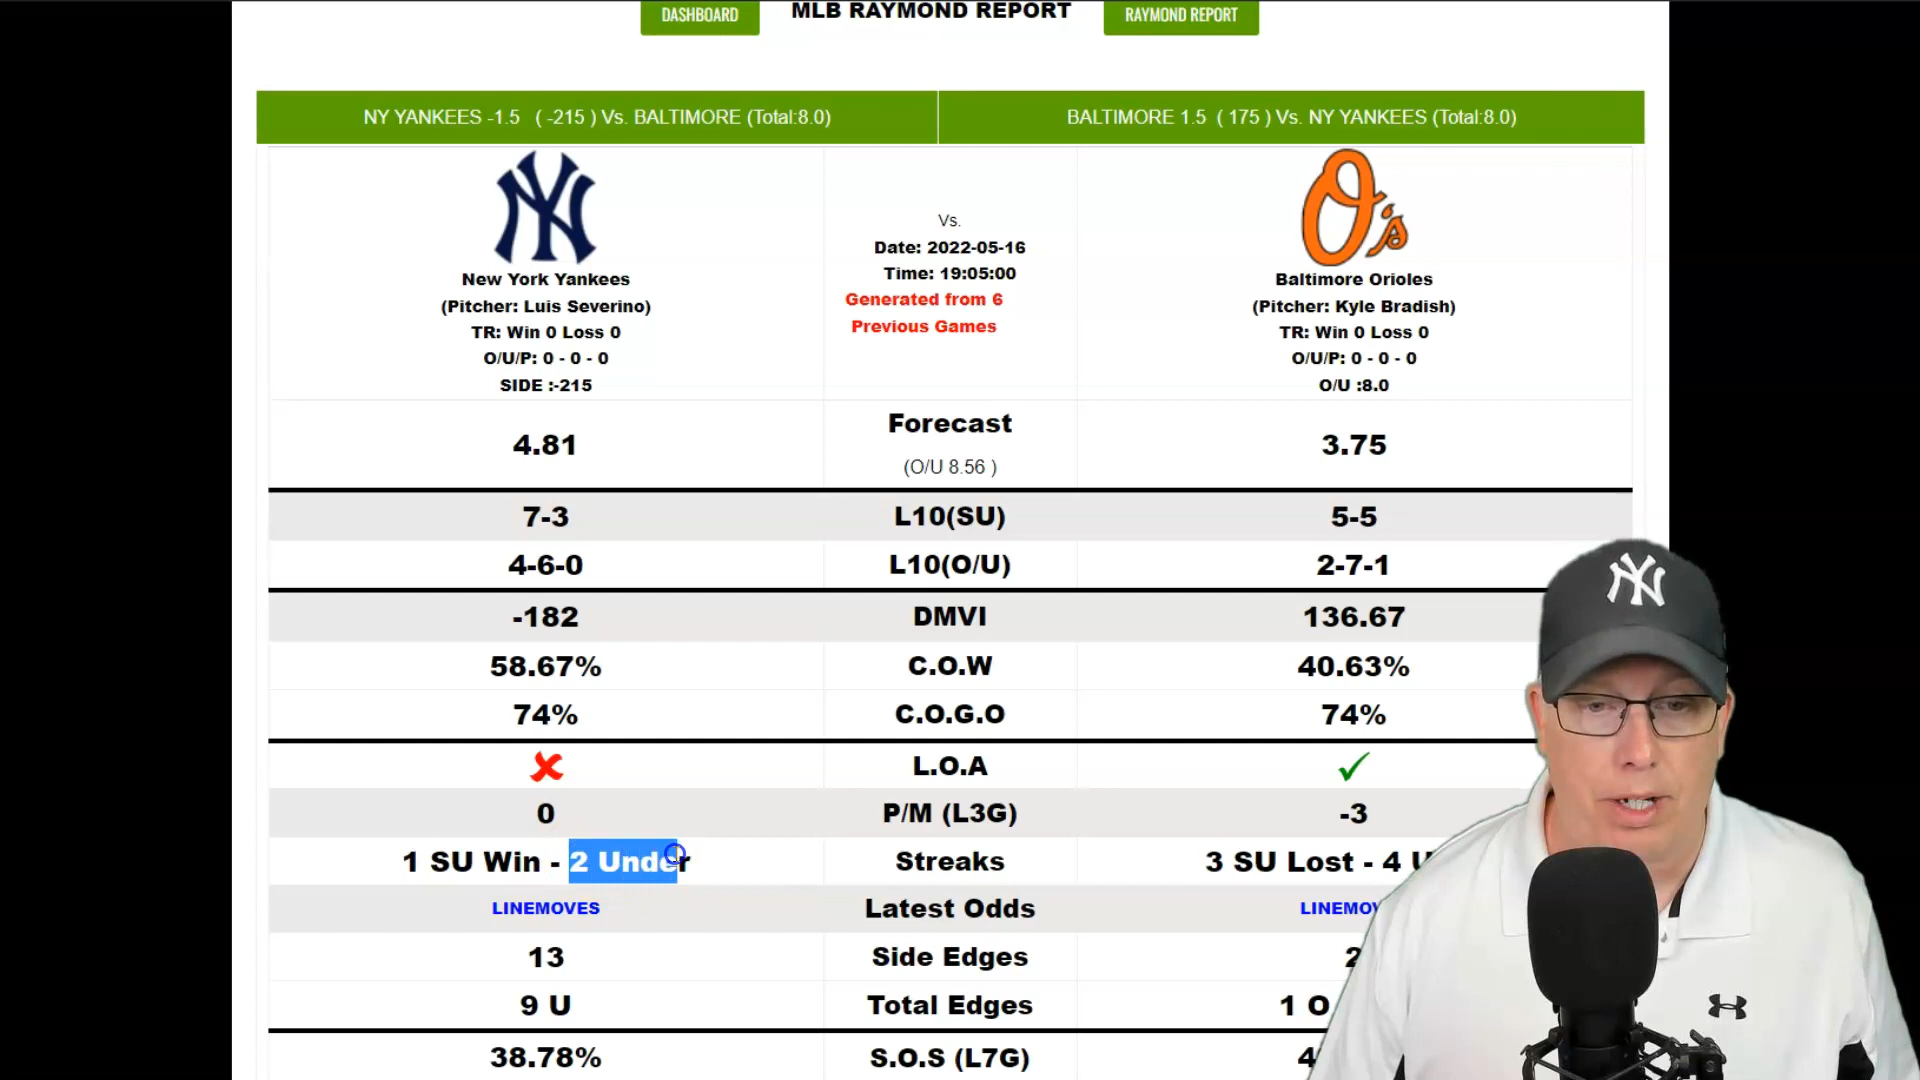 DASHBOARD MLB RAYMOND REPORT RAYMOND REPORT
NY YANKEES -1.5 ( -215 ) Vs. BALTIMORE (Total:8.0) BALTIMORE 1.5 ( 175 ) Vs. NY YANKEES (Total:8.0)
New York Yankees
(Pitcher: Luis Severino)
TR: Win 0 Loss 0
O/U/P: 0 - 0 - 0
SIDE :-215
Vs.
Date: 2022-05-16
Time: 19:05:00
Generated from 6
Previous Games
O's
Baltimore Orioles
(Pitcher: Kyle Bradish)
TR: Win 0 Loss 0
O/U/P: 0 - 0 - 0
O/U :8.0
4.81 Forecast 3.75
(O/U 8.56 )
7-3 L10(SU) 5-5
4-6-0 L10(O/U) 2-7-1
-182 DMVI 136.67
58.67% C.O.W 40.63%
74% C.O.G.O 74%
L.O.A
0 P/M (L3G) -3
1 SU Win - 2 Under Streaks 3 SU Lost - 4
LINEMOVES Latest Odds
13 Side Edges 2
9 U Total Edges 1 O
38.78% S.O.S (L7G) 4
NY
NY